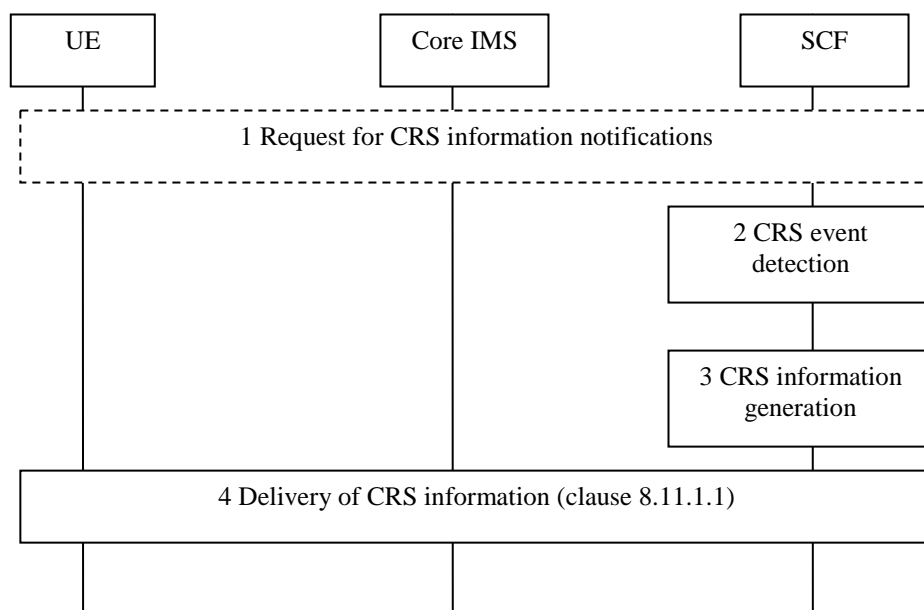 UE
Core IMS
SCF
1 Request for CRS information notifications
2 CRS event
detection
3 CRS information
generation
4 Delivery of CRS information (clause 8.11.1.1)